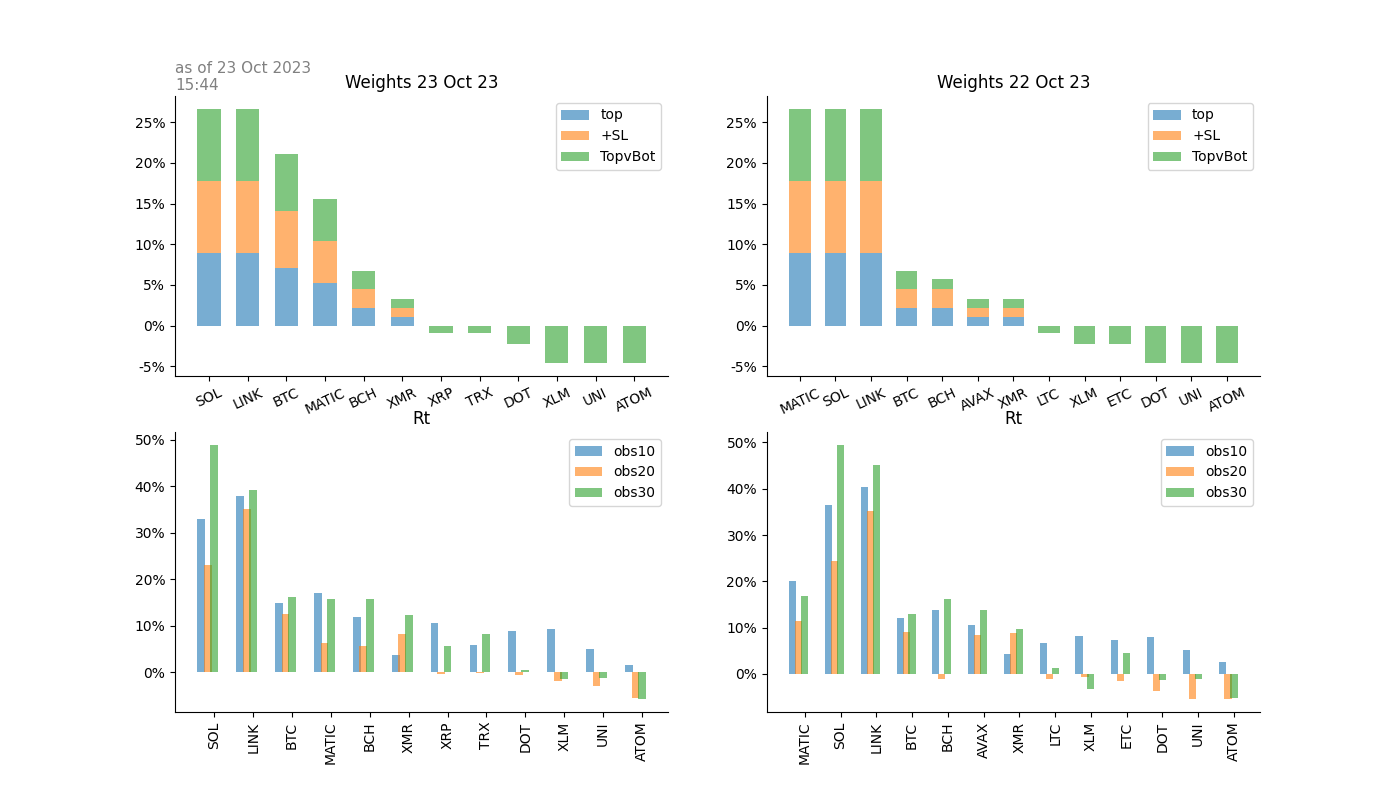 as of 23 Oct 2023
15:44
Weights 23 Oct 23
25%
20%
15%
10%
5%
0%
-5%
top
+SL
TopvBot
SOL LINK BTC MATIC BCH XMR XRP TRX DOT XLM UNI ATOM
Weights 22 Oct 23
25%
20%
15%
10%
5%
0%
-5%
top
+SL
TopvBot
MATIC SOL LINK BTC BCH AVAX XMR LTC XLM ETC DOT UNI ATOM
Rt
50%
40%
30%
20%
10%
0%
obs10
obs20
obs30
SOL LINK BTC MATIC BCH XMR XRP TRX DOT XLM UNI ATOM
Rt
50%
40%
30%
20%
10%
0%
obs10
obs20
obs30
MATIC SOL LINK BTC BCH AVAX XMR LTC XLM ETC DOT UNI ATOM